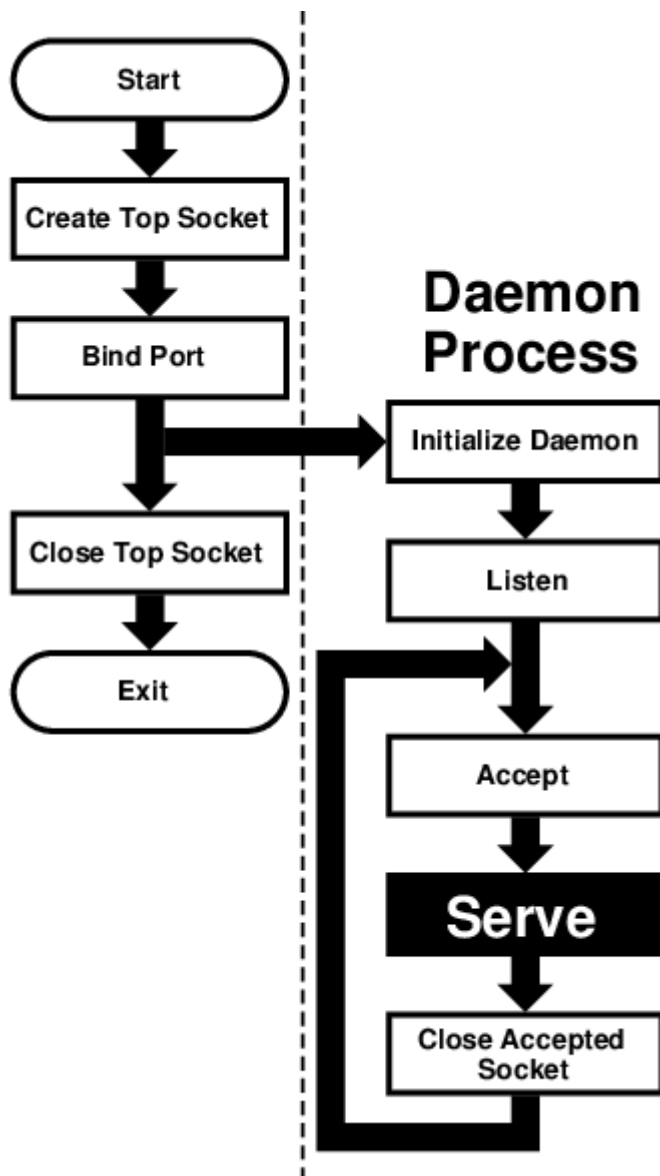 Start
Create Top Socket
Bind Port
Close Top Socket
Exit
Daemon
Process
Initialize Daemon
Listen
Accept
Serve
Close Accepted
Socket